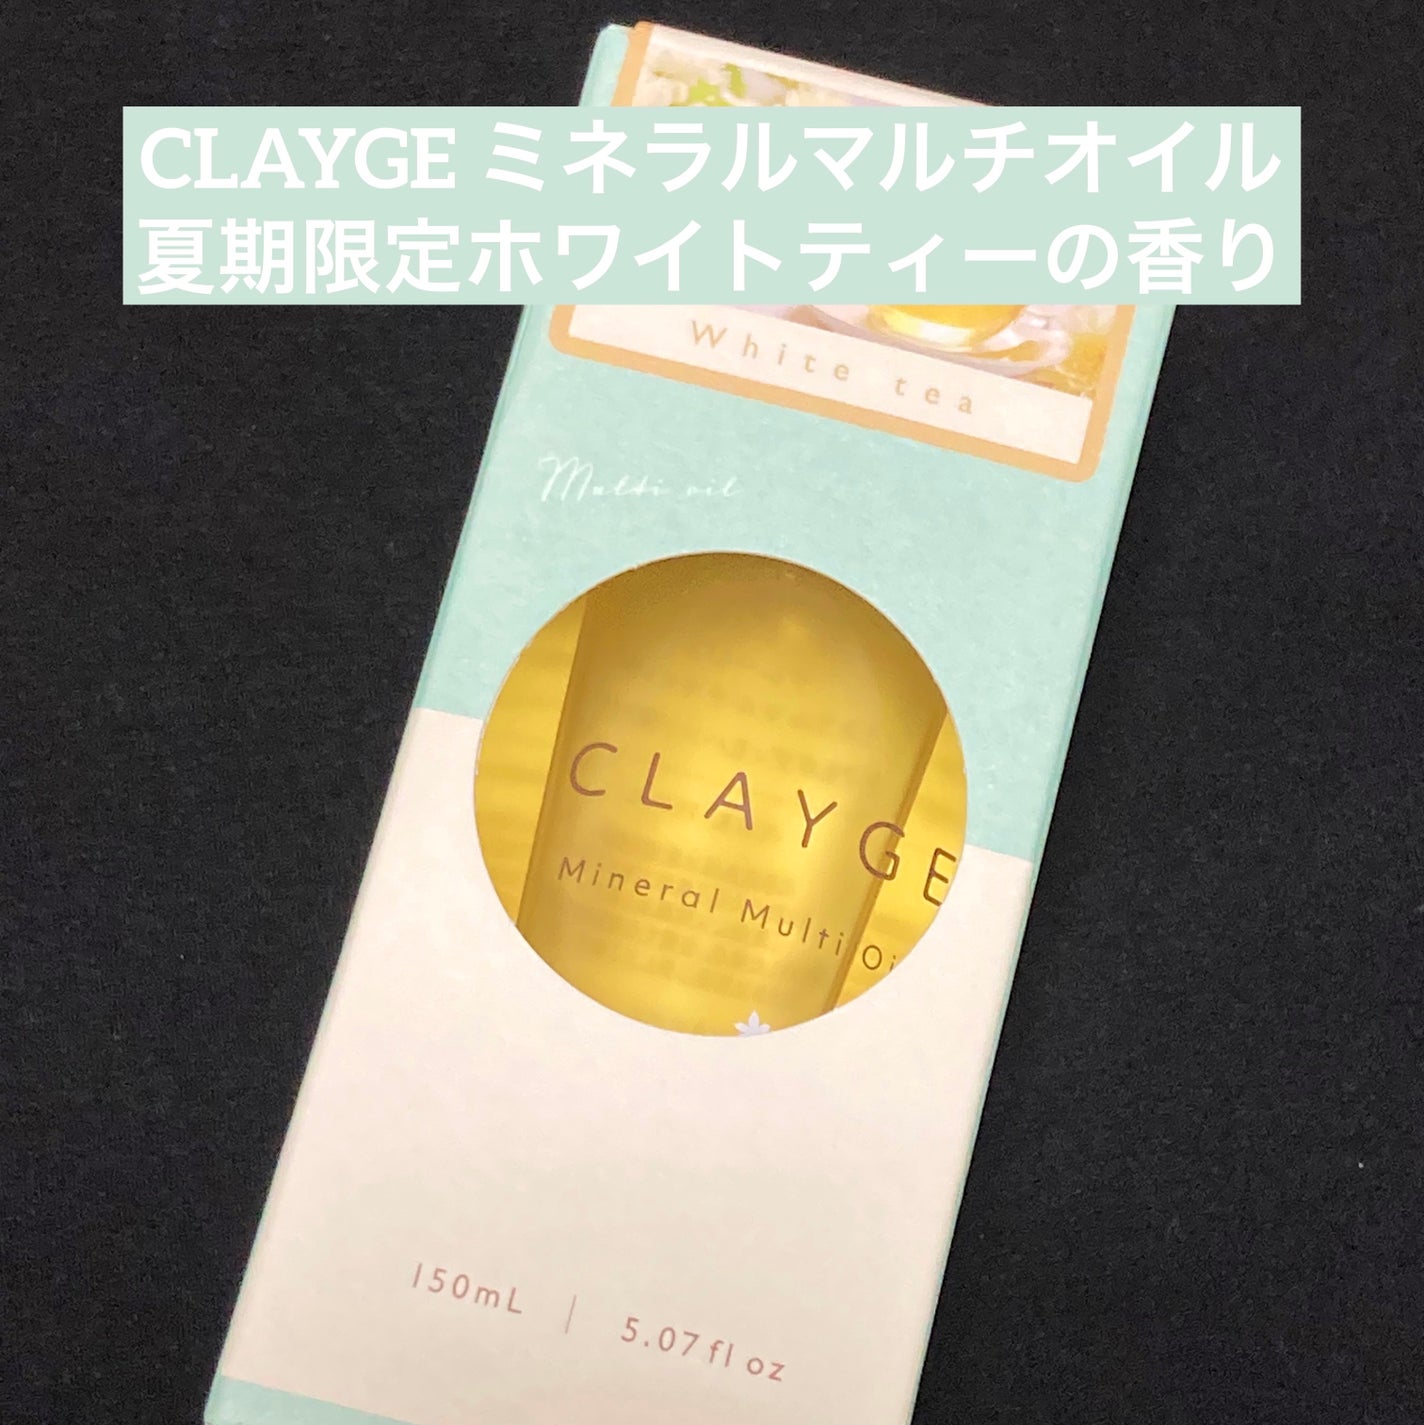 CLAYGE ミネラルマルチオイル
夏期限定ホワイトティーの香り
White tea
Multi oil
CLAYGE
Mineral Multi Oi
150mL | 5.07 fl oz